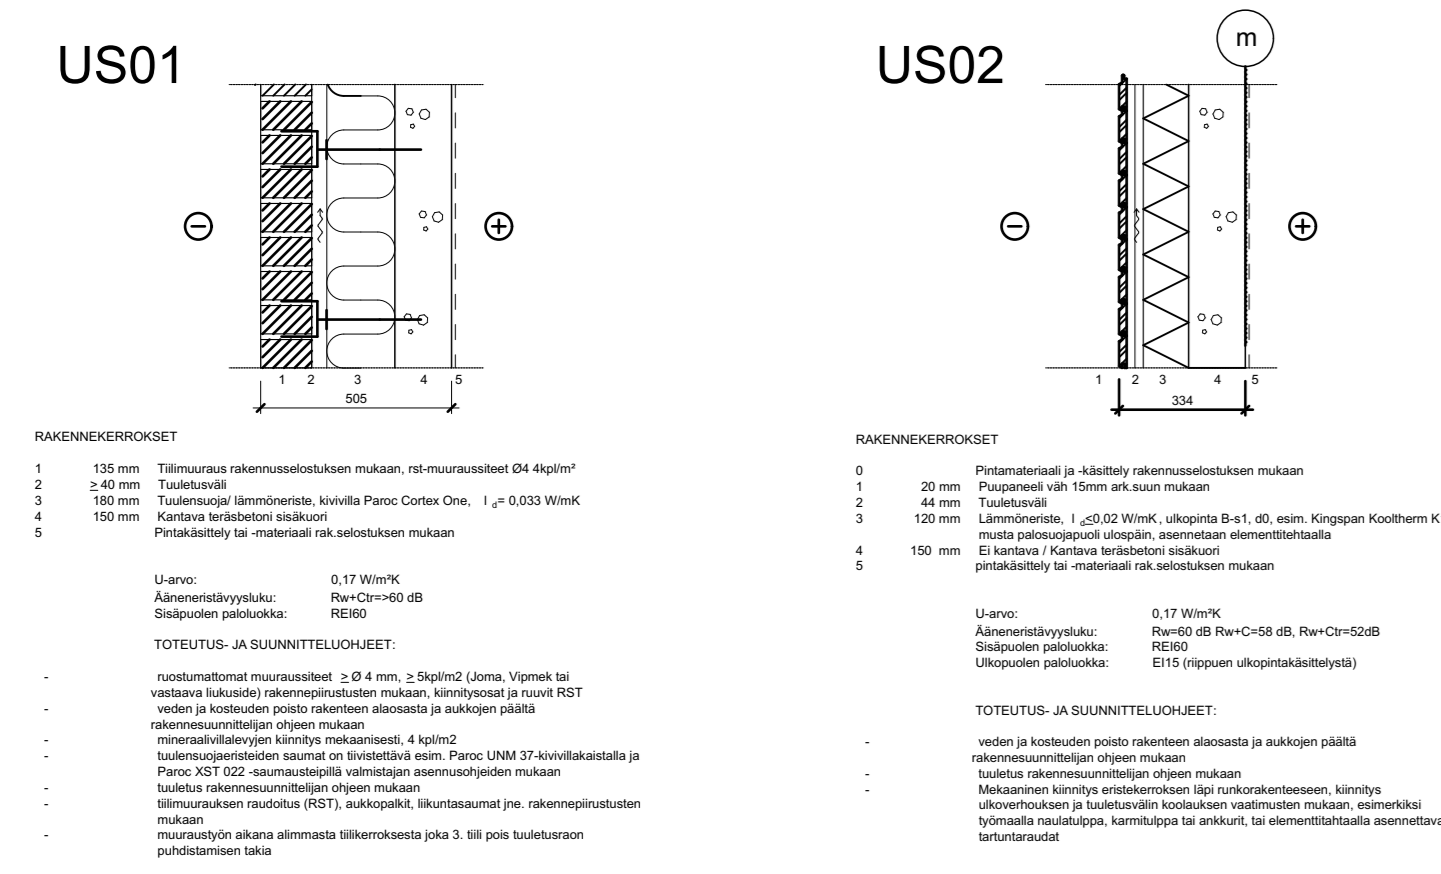 US01
1 2 3 4 5
505
RAKENNEKERROKSET
1 135 mm Tiilimuuraus rakennusselostuksen mukaan, rst-muuraussiteet Ø4 4kpl/m²
2 ≥ 40 mm Tuuletusväli
3 180 mm Tuulensuoja/ lämmöneriste, kivivilla Paroc Cortex One, l d= 0,033 W/mK
4 150 mm Kantava teräsbetoni sisäkuori
5 Pintakäsittely tai -materiaali rak.selostuksen mukaan
U-arvo: 0,17 W/m²K
Ääneneristävyysluku: Rw+Ctr=>60 dB
Sisäpuolen paloluokka: REI60
TOTEUTUS- JA SUUNNITTELUOHJEET:
- ruostumattomat muuraussiteet ≥ Ø 4 mm, ≥ 5kpl/m2 (Joma, Vipmek tai
vastaava liukuside) rakennepiirustusten mukaan, kiinnitysosat ja ruuvit RST
- veden ja kosteuden poisto rakenteen alaosasta ja aukkojen päältä
rakennesuunnittelijan ohjeen mukaan
- mineraalivillalevyjen kiinnitys mekaanisesti, 4 kpl/m2
- tuulensuojaeristeiden saumat on tiivistettävä esim. Paroc UNM 37-kivivillakaistalla ja
Paroc XST 022 -saumausteipillä valmistajan asennusohjeiden mukaan
- tuuletus rakennesuunnittelijan ohjeen mukaan
- tiilimuurauksen raudoitus (RST), aukkopalkit, liikuntasaumat jne. rakennepiirustusten
mukaan
- muuraustyön aikana alimmasta tiilikerroksesta joka 3. tiili pois tuuletusraon
puhdistamisen takia
US02
m
1 2 3 4 5
334
RAKENNEKERROKSET
0 Pintamateriaali ja -käsittely rakennusselostuksen mukaan
1 20 mm Puupaneeli väh 15mm ark.suun mukaan
2 44 mm Tuuletusväli
3 120 mm Lämmöneriste, l d≤0,02 W/mK, ulkopinta B-s1, d0, esim. Kingspan Kooltherm K
musta palosuojapuoli ulospäin, asennetaan elementtitehtaalla
4 150 mm Ei kantava / Kantava teräsbetoni sisäkuori
5 pintakäsittely tai -materiaali rak.selostuksen mukaan
U-arvo: 0,17 W/m²K
Ääneneristävyysluku: Rw=60 dB Rw+C=58 dB, Rw+Ctr=52dB
Sisäpuolen paloluokka: REI60
Ulkopuolen paloluokka: EI15 (riippuen ulkopintakäsittelystä)
TOTEUTUS- JA SUUNNITTELUOHJEET:
- veden ja kosteuden poisto rakenteen alaosasta ja aukkojen päältä
rakennesuunnittelijan ohjeen mukaan
- tuuletus rakennesuunnittelijan ohjeen mukaan
- Mekaaninen kiinnitys eristekerroksen läpi runkorakenteeseen, kiinnitys
ulkoverhouksen ja tuuletusvälin koolauksen vaatimusten mukaan, esimerkiksi
työmaalla naulatulppa, karmitulppa tai ankkurit, tai elementtitahtaalla asennettava
tartuntaraudat